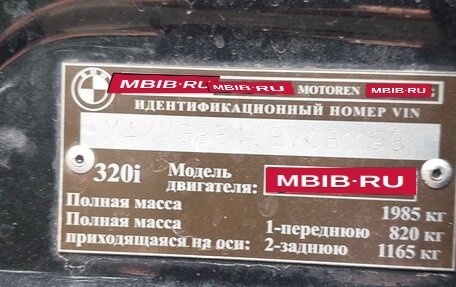 MBIB-RU MBIB-RU MOTOREN MBIB-RU
ИДЕНТИФИКАЦИОННЫЙ НОМЕР VIN
320i Модель
двигателя: MBIB-RU
Полная масса 1985 кг
Полная масса 1-переднюю 820 кг
приходящаяся на оси: 2-заднюю 1165 кг